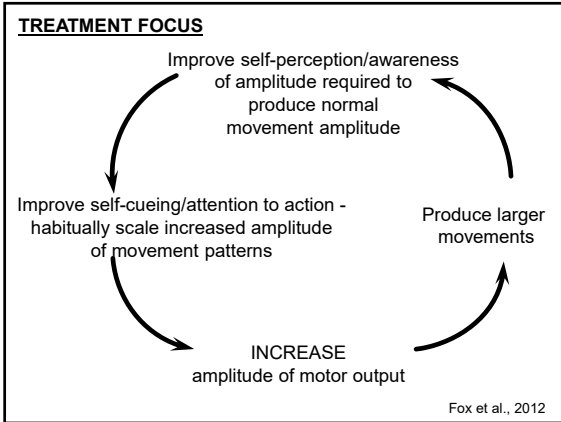 TREATMENT FOCUS
Improve self-perception/awareness
of amplitude required to
produce normal
movement amplitude
Improve self-cueing/attention to action -
habitually scale increased amplitude
of movement patterns
Produce larger
movements
INCREASE
amplitude of motor output
Fox et al., 2012